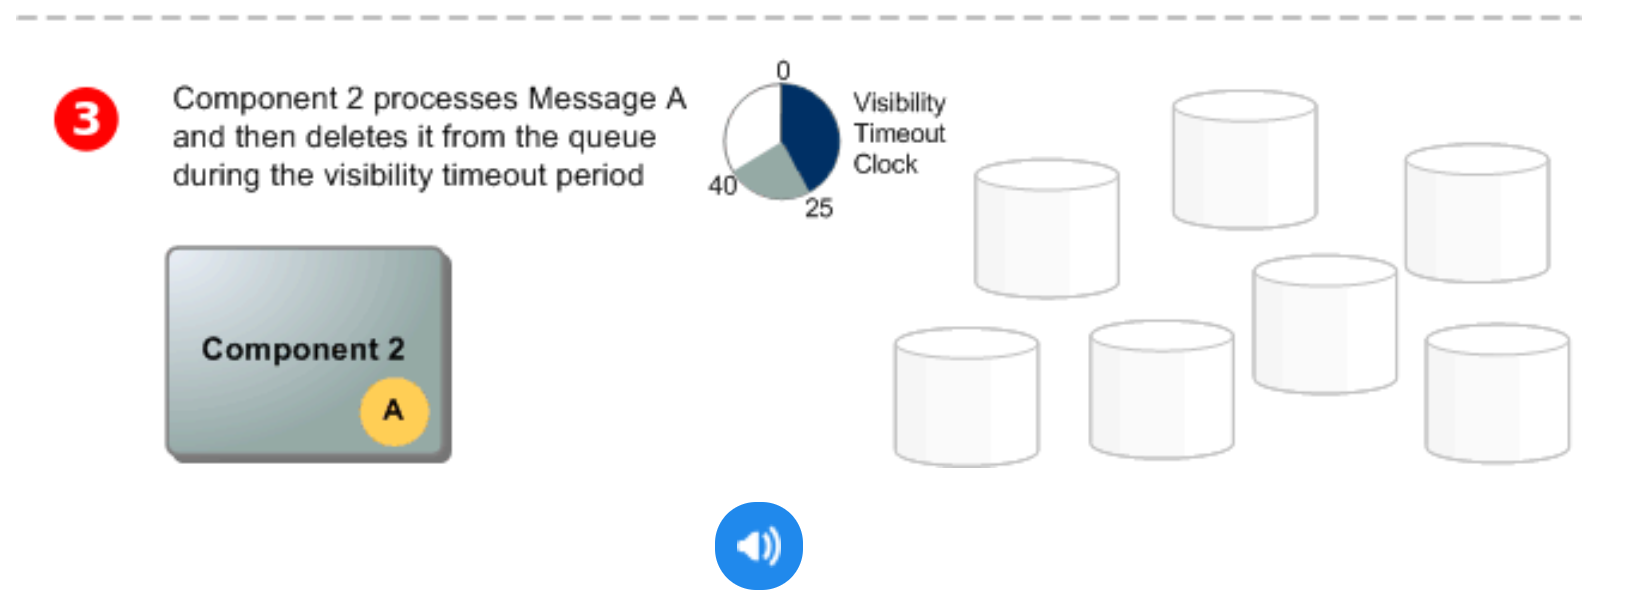 3
Component 2 processes Message A
and then deletes it from the queue
during the visibility timeout period
0
40
25
Visibility
Timeout
Clock
Component 2
A